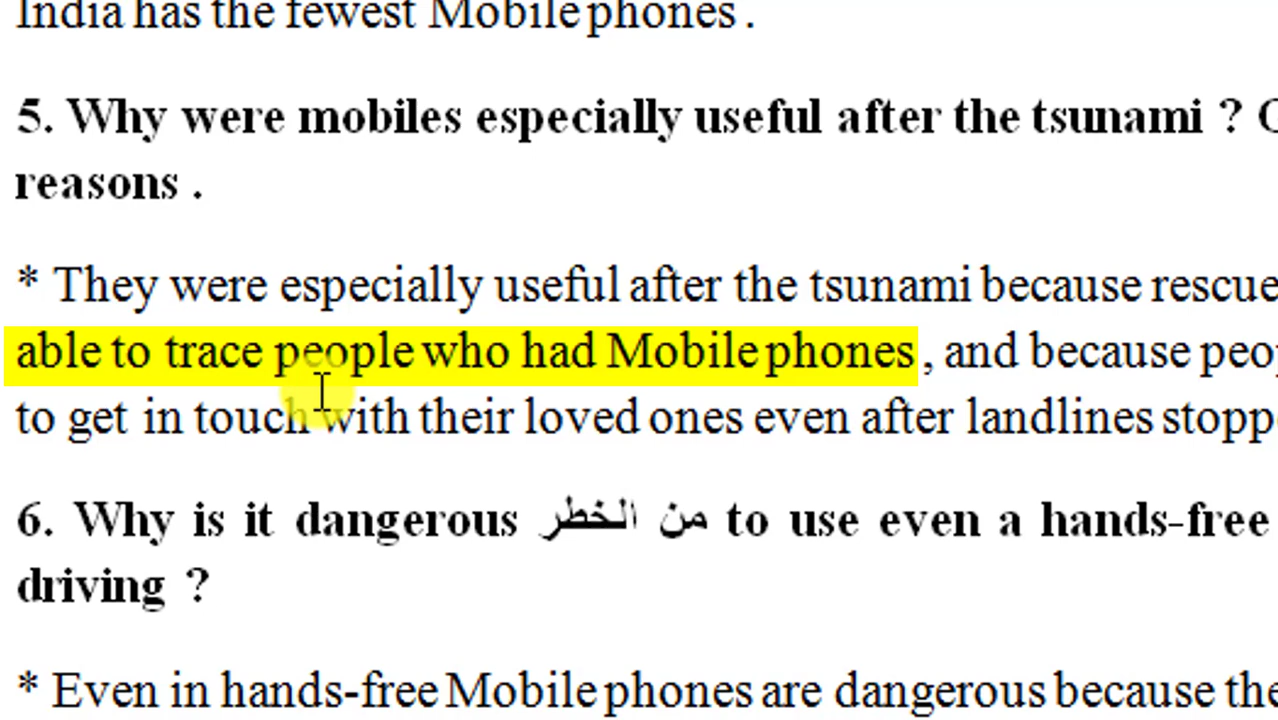 India has the fewest Mobile phones .
5. Why were mobiles especially useful after the tsunami ?
reasons .
* They were especially useful after the tsunami because rescue
able to trace people who had Mobile phones , and because
to get in touch with their loved ones even after landlines
6. Why is it dangerous من الخطر to use even a hands-free
driving ?
* Even in hands-free Mobile phones are dangerous because the